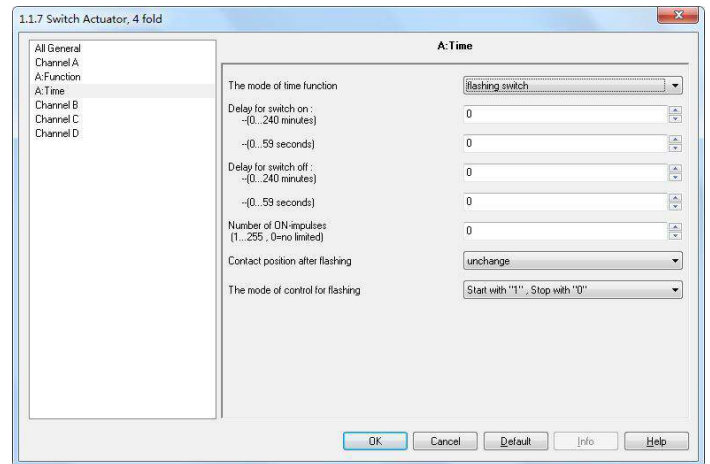 1.1.7 Switch Actuator, 4 fold
All General
Channel A
A:Function
A:Time
Channel B
Channel C
Channel D
A:Time
The mode of time function
flashing switch
Delay for switch on :
--(0...240 minutes)
0
--(0...59 seconds)
0
Delay for switch off :
--(0...240 minutes)
0
--(0...59 seconds)
0
Number of ON-impulses
(1...255 , 0=no limited)
0
Contact position after flashing
unchange
The mode of control for flashing
Start with "1" , Stop with "0"
OK
Cancel
Default
Info
Help